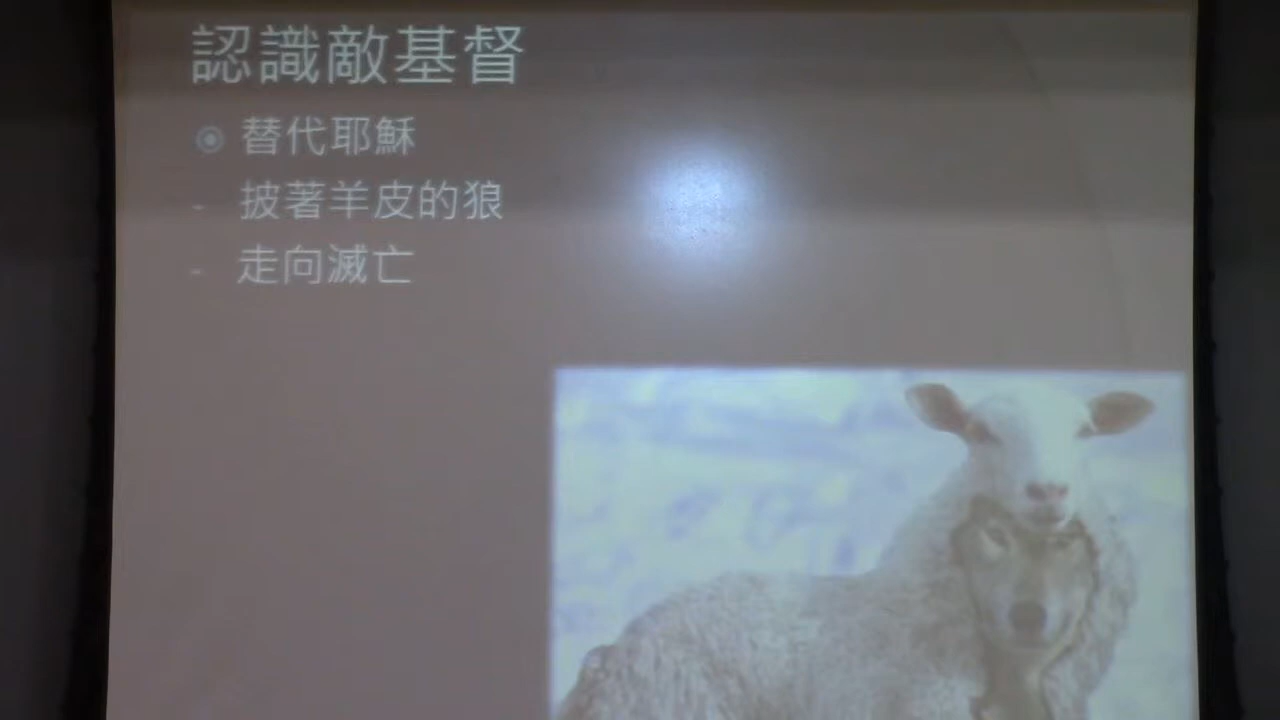 認識敵基督
替代耶穌
- 披著羊皮的狼
- 走向滅亡